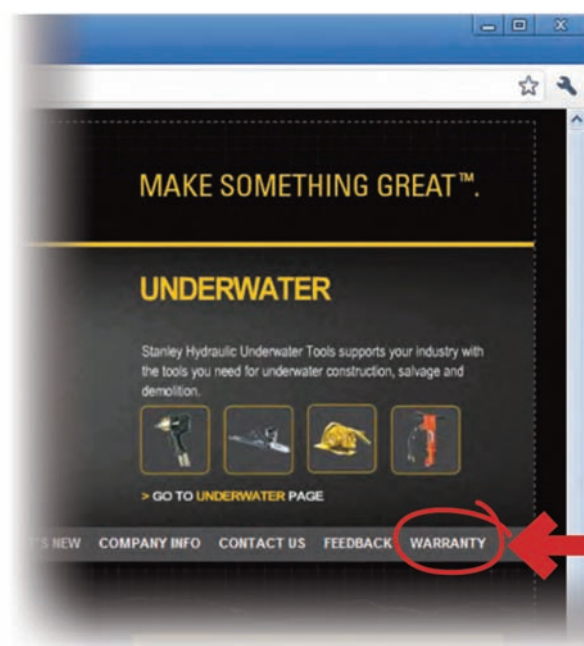 MAKE SOMETHING GREAT™.
UNDERWATER
Stanley Hydraulic Underwater Tools supports your industry with
the tools you need for underwater construction, salvage and
demolition.
> GO TO UNDERWATER PAGE
'S NEW COMPANY INFO CONTACT US FEEDBACK WARRANTY